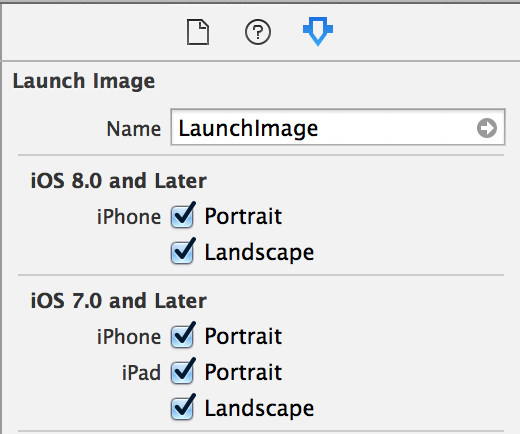 Launch Image
Name LaunchImage
iOS 8.0 and Later
iPhone Portrait
Landscape
iOS 7.0 and Later
iPhone Portrait
iPad Portrait
Landscape